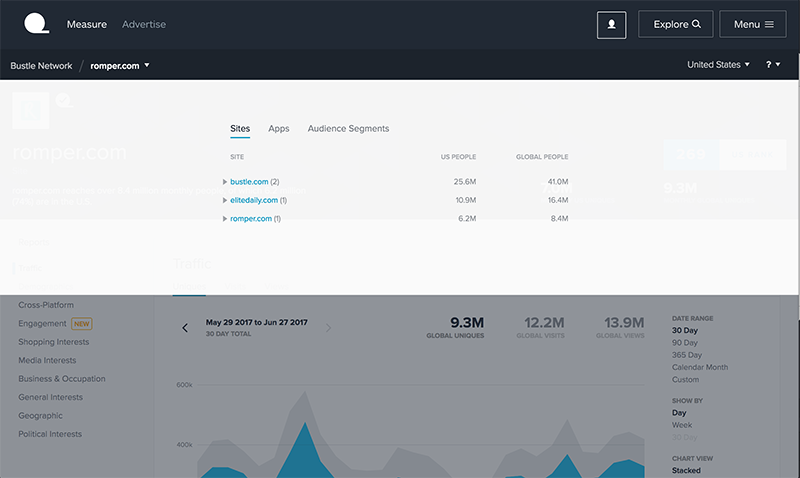 Measure Advertise Explore Menu
Bustle Network / romper.com United States ?
romper.com
Sites Apps Audience Segments
SITE US PEOPLE GLOBAL PEOPLE
bustle.com (2) 25.6M 41.0M
elitedaily.com (1) 10.9M 16.4M
romper.com (1) 6.2M 8.4M
9.3M
Traffic
Cross-Platform
Engagement NEW
Shopping Interests
Media Interests
Business & Occupation
General Interests
Geographic
Political Interests
May 29 2017 to Jun 27 2017
30 DAY TOTAL
9.3M
GLOBAL UNIQUES
12.2M
GLOBAL VISITS
13.9M
GLOBAL VIEWS
600k
400k
DATE RANGE
30 Day
90 Day
365 Day
Calendar Month
Custom
SHOW BY
Day
Week
30 Day
CHART VIEW
Stacked